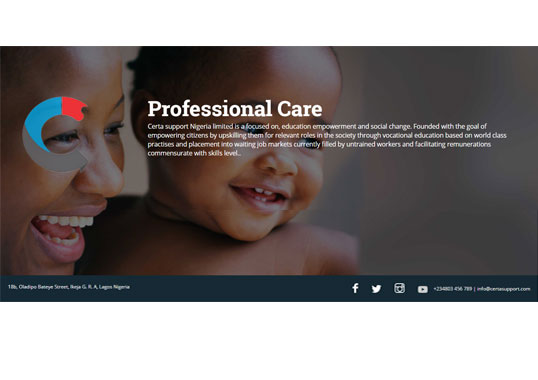 Professional Care
Certa support Nigeria limited is a focused on, education empowerment and social change. Founded with the goal of
empowering citizens by upskilling them for relevant roles in the society through vocational education based on world class
practises and placement into waiting job markets currently filled by untrained workers and facilitating remunerations
commensurate with skills level..
18b, Oladipo Bateye Street, Ikeja G. R. A, Lagos Nigeria
+234803 456 789 | info@certasupport.com